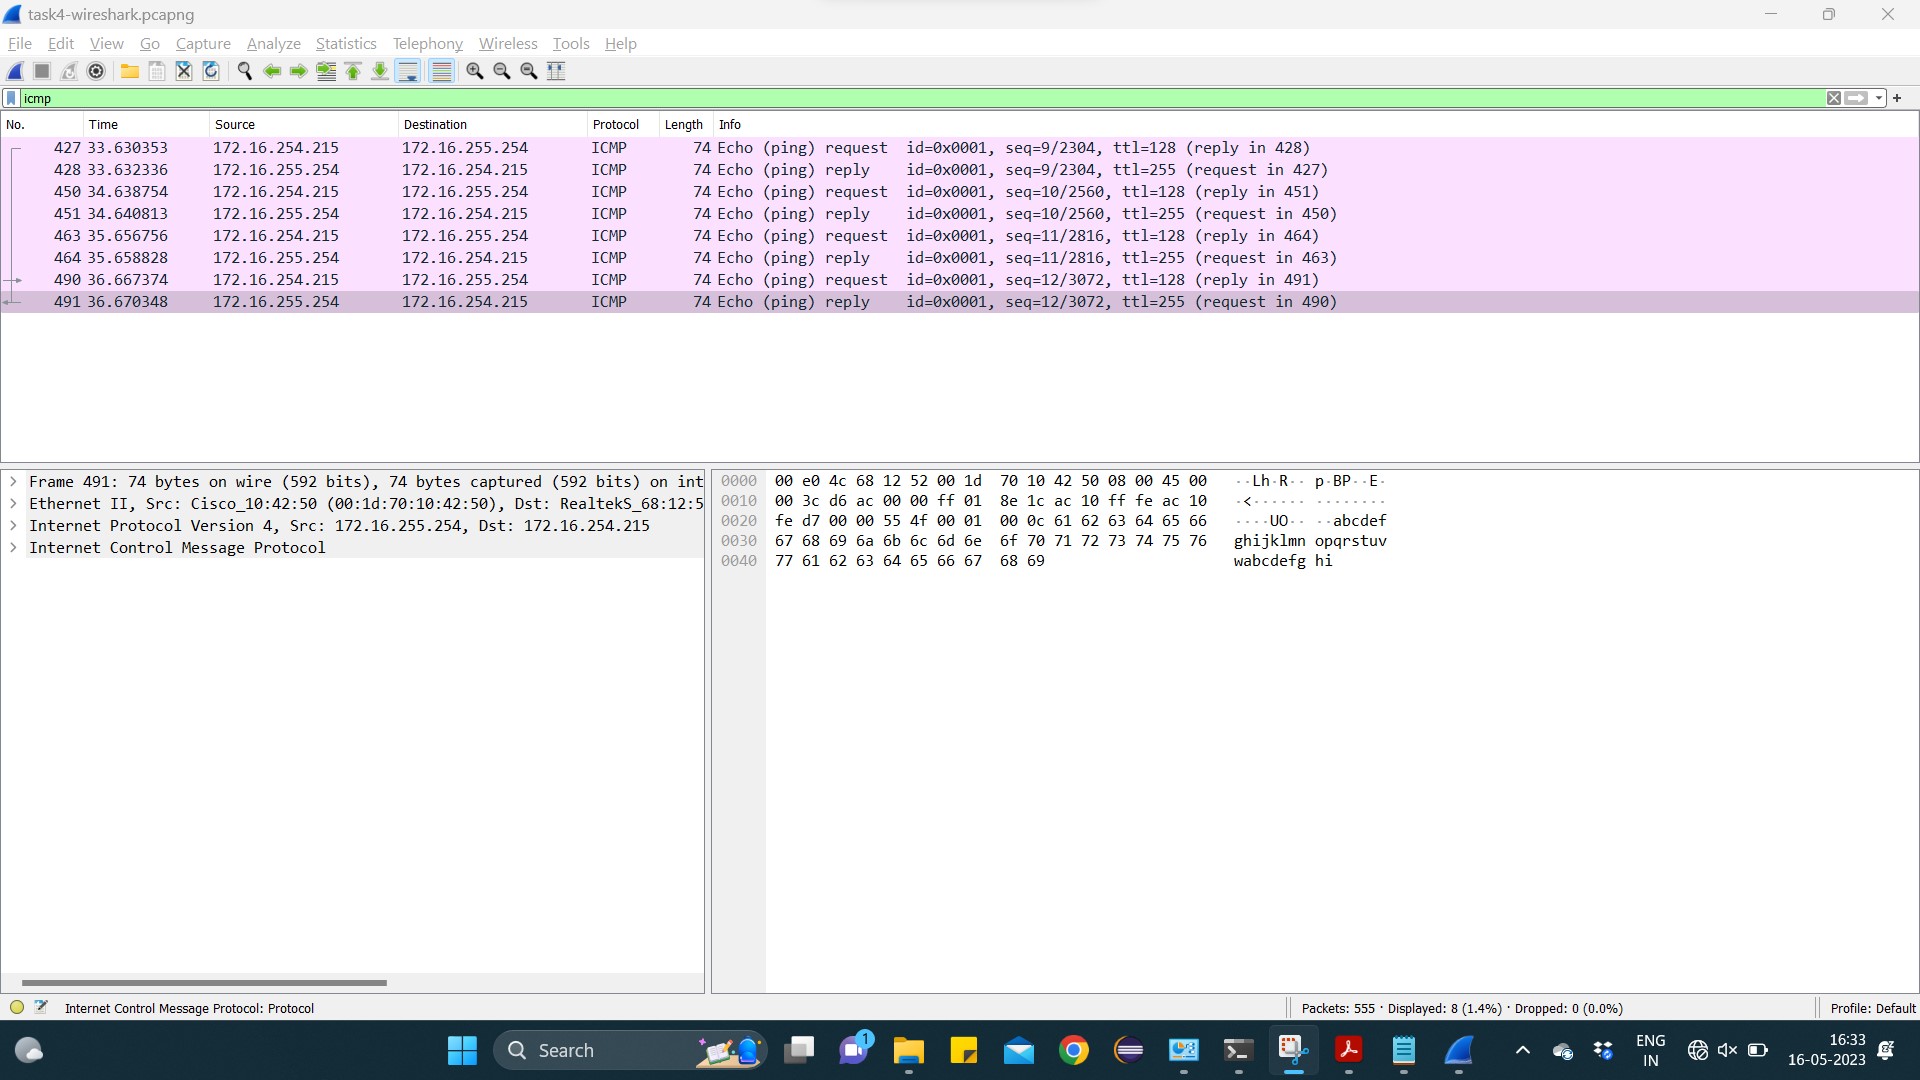 task4-wireshark.pcapng
File Edit View Go Capture Analyze Statistics Telephony Wireless Tools Help
icmp
No. Time Source Destination Protocol Length Info
427 33.630353 172.16.254.215 172.16.255.254 ICMP 74 Echo (ping) request id=0x0001, seq=9/2304, ttl=128 (reply in 428)
428 33.632336 172.16.255.254 172.16.254.215 ICMP 74 Echo (ping) reply id=0x0001, seq=9/2304, ttl=255 (request in 427)
450 34.638754 172.16.254.215 172.16.255.254 ICMP 74 Echo (ping) request id=0x0001, seq=10/2560, ttl=128 (reply in 451)
451 34.640813 172.16.255.254 172.16.254.215 ICMP 74 Echo (ping) reply id=0x0001, seq=10/2560, ttl=255 (request in 450)
463 35.656756 172.16.254.215 172.16.255.254 ICMP 74 Echo (ping) request id=0x0001, seq=11/2816, ttl=128 (reply in 464)
464 35.658828 172.16.255.254 172.16.254.215 ICMP 74 Echo (ping) reply id=0x0001, seq=11/2816, ttl=255 (request in 463)
490 36.667374 172.16.254.215 172.16.255.254 ICMP 74 Echo (ping) request id=0x0001, seq=12/3072, ttl=128 (reply in 491)
491 36.670348 172.16.255.254 172.16.254.215 ICMP 74 Echo (ping) reply id=0x0001, seq=12/3072, ttl=255 (request in 490)
Frame 491: 74 bytes on wire (592 bits), 74 bytes captured (592 bits) on int
Ethernet II, Src: Cisco_10:42:50 (00:1d:70:10:42:50), Dst: RealtekS_68:12:5
Internet Protocol Version 4, Src: 172.16.255.254, Dst: 172.16.254.215
Internet Control Message Protocol
0000 00 e0 4c 68 12 52 00 1d 70 10 42 50 08 00 45 00 ··Lh·R·· p·BP··E·
0010 00 3c d6 ac 00 00 ff 01 8e 1c ac 10 ff fe ac 10 ·<······ ········
0020 fe d7 00 00 55 4f 00 01 00 0c 61 62 63 64 65 66 ····UO·· ··abcdef
0030 67 68 69 6a 6b 6c 6d 6e 6f 70 71 72 73 74 75 76 ghijklmn opqrstuv
0040 77 61 62 63 64 65 66 67 68 69 wabcdefg hi
Internet Control Message Protocol: Protocol
Packets: 555 · Displayed: 8 (1.4%) · Dropped: 0 (0.0%)
Profile: Default
Search
1
ENG
IN
16:33
16-05-2023